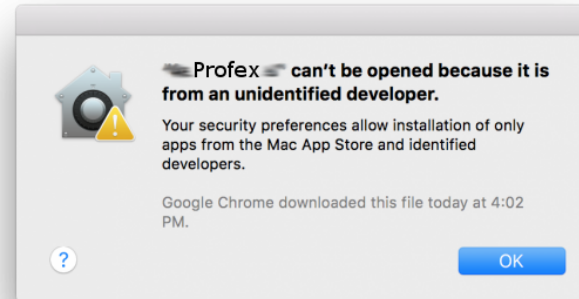 Profex can't be opened because it is
from an unidentified developer.
Your security preferences allow installation of only
apps from the Mac App Store and identified
developers.
Google Chrome downloaded this file today at 4:02
PM.
?
OK